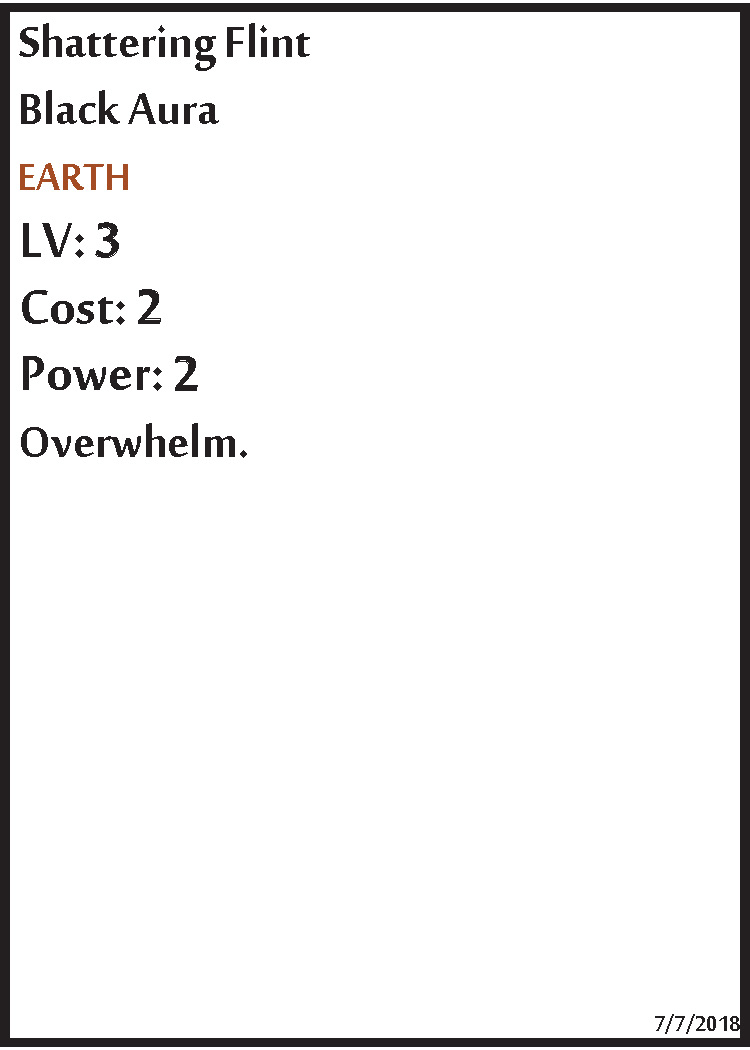 Shattering Flint
Black Aura
EARTH
LV: 3
Cost: 2
Power: 2
Overwhelm.
7/7/2018